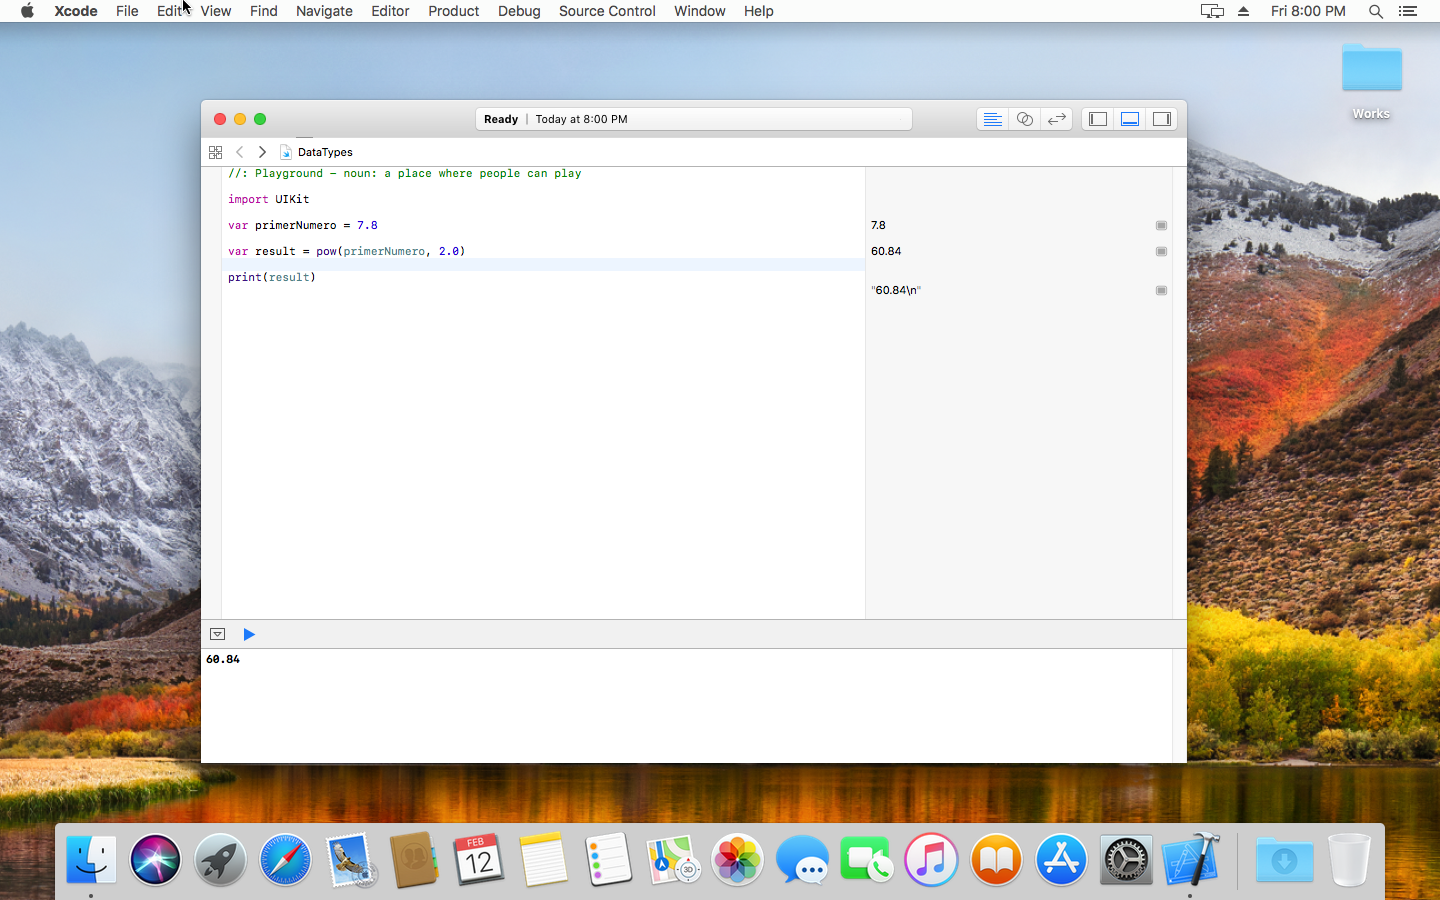 Xcode File Edit View Find Navigate Editor Product Debug Source Control Window Help Fri 8:00 PM
Works
Ready | Today at 8:00 PM
DataTypes
//: Playground - noun: a place where people can play
import UIKit
var primerNumero = 7.8 7.8
var result = pow(primerNumero, 2.0) 60.84
print(result)
"60.84\n"
60.84
FEB
12
3D